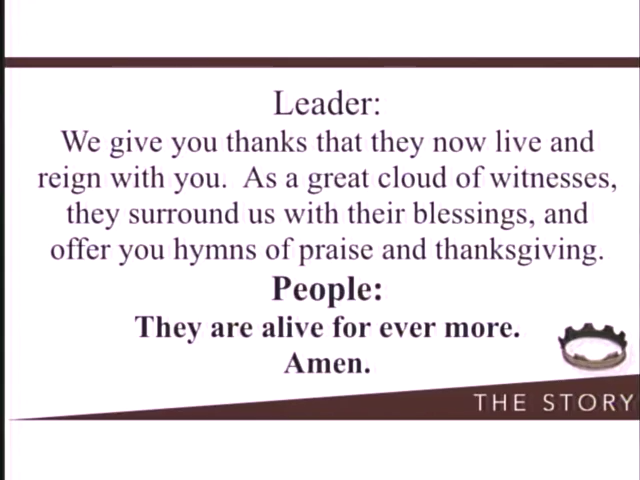 Leader:
We give you thanks that they now live and
reign with you.  As a great cloud of witnesses,
they surround us with their blessings, and
offer you hymns of praise and thanksgiving.
People:
They are alive for ever more.
Amen.
THE STORY